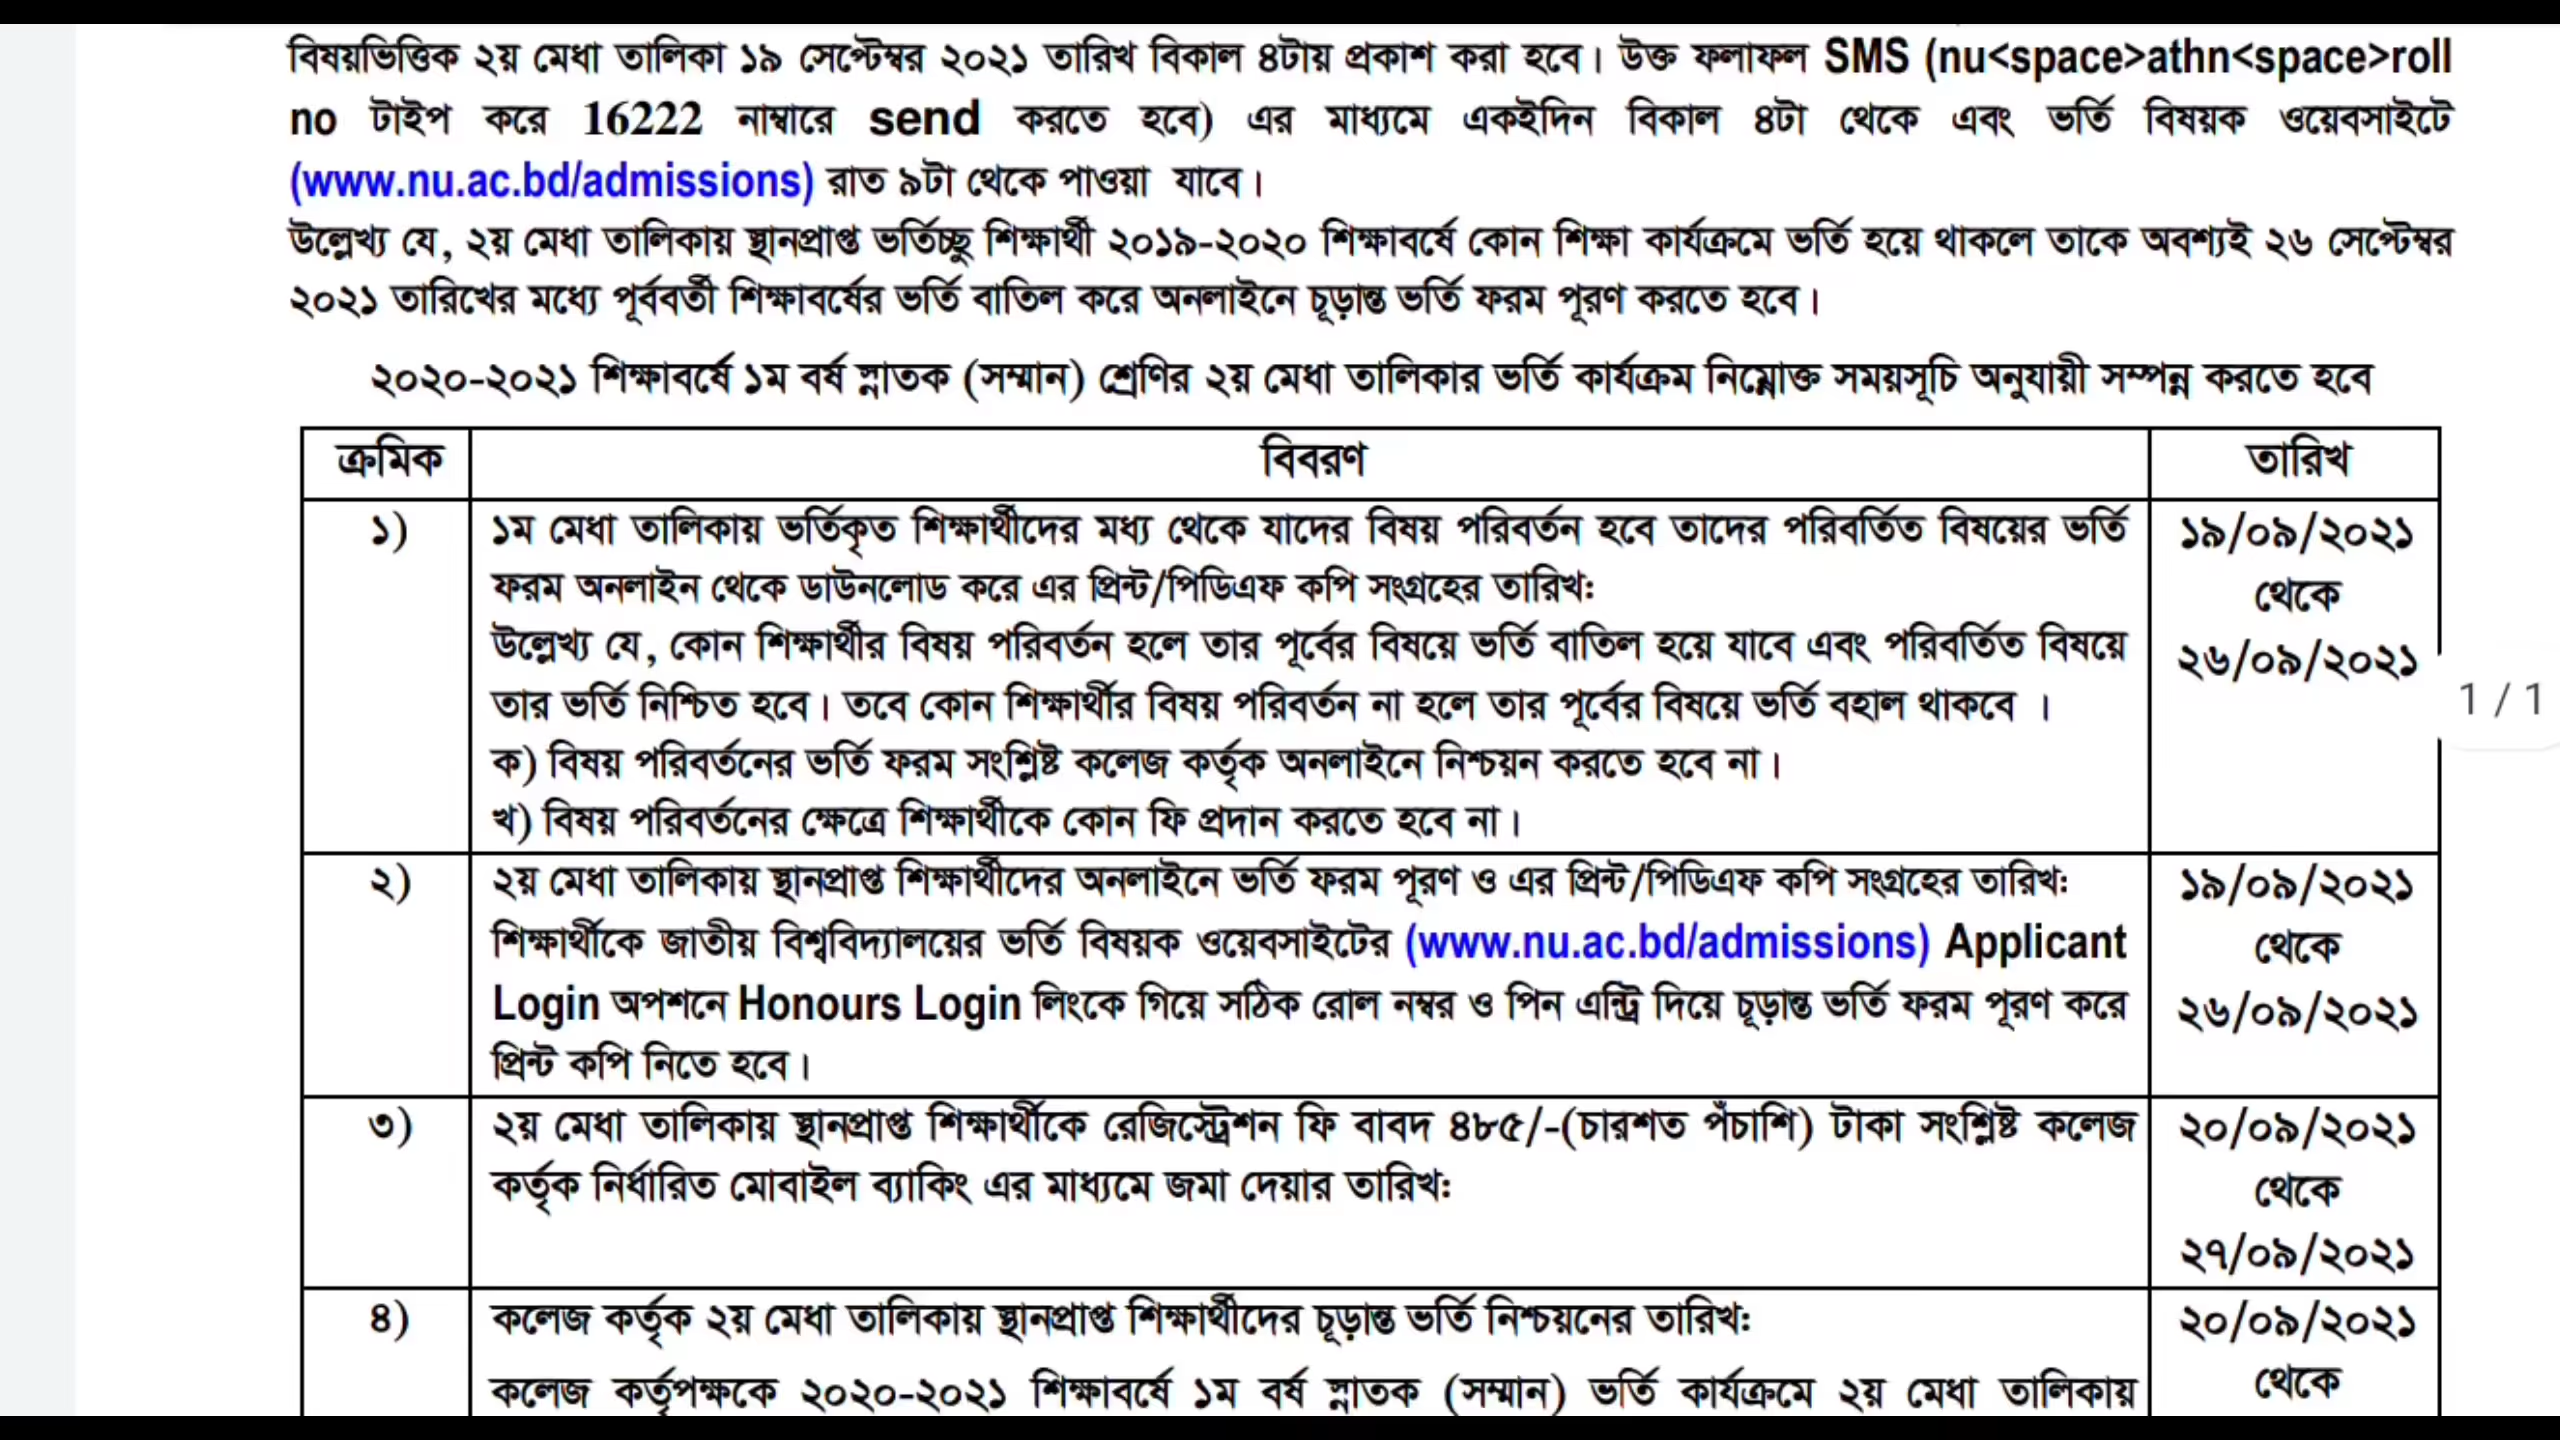 বিষয়ভিত্তিক ২য় মেধা তালিকা ১৯ সেপ্টেম্বর ২০২১ তারিখ বিকাল ৪টায় প্রকাশ করা হবে। উক্ত ফলাফল SMS (nu<space>athn<space>roll
no টাইপ করে 16222 নাম্বারে send করতে হবে) এর মাধ্যমে একইদিন বিকাল ৪টা থেকে এবং ভর্তি বিষয়ক ওয়েবসাইটে
(www.nu.ac.bd/admissions) রাত ৯টা থেকে পাওয়া যাবে।
উল্লেখ্য যে, ২য় মেধা তালিকায় স্থানপ্রাপ্ত ভর্তিচ্ছু শিক্ষার্থী ২০১৯-২০২০ শিক্ষাবর্ষে কোন শিক্ষা কার্যক্রমে ভর্তি হয়ে থাকলে তাকে অবশ্যই ২৬ সেপ্টেম্বর
২০২১ তারিখের মধ্যে পূর্ববর্তী শিক্ষাবর্ষের ভর্তি বাতিল করে অনলাইনে চূড়ান্ত ভর্তি ফরম পূরণ করতে হবে।
২০২০-২০২১ শিক্ষাবর্ষে ১ম বর্ষ স্নাতক (সম্মান) শ্রেণির ২য় মেধা তালিকার ভর্তি কার্যক্রম নিম্নোক্ত সময়সূচি অনুযায়ী সম্পন্ন করতে হবে
ক্রমিক বিবরণ তারিখ
১) ১ম মেধা তালিকায় ভর্তিকৃত শিক্ষার্থীদের মধ্য থেকে যাদের বিষয় পরিবর্তন হবে তাদের পরিবর্তিত বিষয়ের ভর্তি
ফরম অনলাইন থেকে ডাউনলোড করে এর প্রিন্ট/পিডিএফ কপি সংগ্রহের তারিখঃ
উল্লেখ্য যে, কোন শিক্ষার্থীর বিষয় পরিবর্তন হলে তার পূর্বের বিষয়ে ভর্তি বাতিল হয়ে যাবে এবং পরিবর্তিত বিষয়ে
তার ভর্তি নিশ্চিত হবে। তবে কোন শিক্ষার্থীর বিষয় পরিবর্তন না হলে তার পূর্বের বিষয়ে ভর্তি বহাল থাকবে ।
ক) বিষয় পরিবর্তনের ভর্তি ফরম সংশ্লিষ্ট কলেজ কর্তৃক অনলাইনে নিশ্চয়ন করতে হবে না।
খ) বিষয় পরিবর্তনের ক্ষেত্রে শিক্ষার্থীকে কোন ফি প্রদান করতে হবে না।
১৯/০৯/২০২১
থেকে
২৬/০৯/২০২১
1 / 1
২) ২য় মেধা তালিকায় স্থানপ্রাপ্ত শিক্ষার্থীদের অনলাইনে ভর্তি ফরম পূরণ ও এর প্রিন্ট/পিডিএফ কপি সংগ্রহের তারিখঃ
শিক্ষার্থীকে জাতীয় বিশ্ববিদ্যালয়ের ভর্তি বিষয়ক ওয়েবসাইটের (www.nu.ac.bd/admissions) Applicant
Login অপশনে Honours Login লিংকে গিয়ে সঠিক রোল নম্বর ও পিন এন্ট্রি দিয়ে চূড়ান্ত ভর্তি ফরম পূরণ করে
প্রিন্ট কপি নিতে হবে।
১৯/০৯/২০২১
থেকে
২৬/০৯/২০২১
৩) ২য় মেধা তালিকায় স্থানপ্রাপ্ত শিক্ষার্থীকে রেজিস্ট্রেশন ফি বাবদ ৪৮৫/-(চারশত পঁচাশি) টাকা সংশ্লিষ্ট কলেজ
কর্তৃক নির্ধারিত মোবাইল ব্যাকিং এর মাধ্যমে জমা দেয়ার তারিখঃ
২০/০৯/২০২১
থেকে
২৭/০৯/২০২১
৪) কলেজ কর্তৃক ২য় মেধা তালিকায় স্থানপ্রাপ্ত শিক্ষার্থীদের চূড়ান্ত ভর্তি নিশ্চয়নের তারিখঃ
কলেজ কর্তৃপক্ষকে ২০২০-২০২১ শিক্ষাবর্ষে ১ম বর্ষ স্নাতক (সম্মান) ভর্তি কার্যক্রমে ২য় মেধা তালিকায়
২০/০৯/২০২১
থেকে